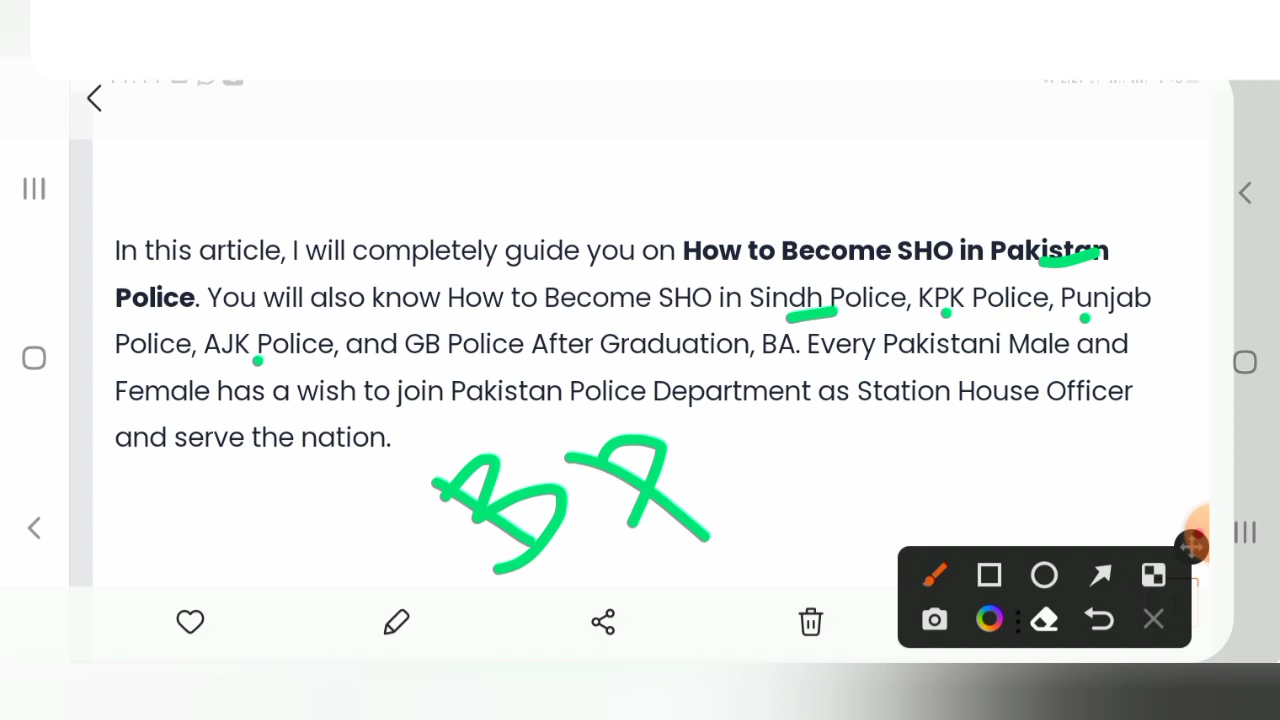 In this article, I will completely guide you on How to Become SHO in Pakistan
Police. You will also know How to Become SHO in Sindh Police, KPK Police, Punjab
Police, AJK Police, and GB Police After Graduation, BA. Every Pakistani Male and
Female has a wish to join Pakistan Police Department as Station House Officer
and serve the nation.
BA